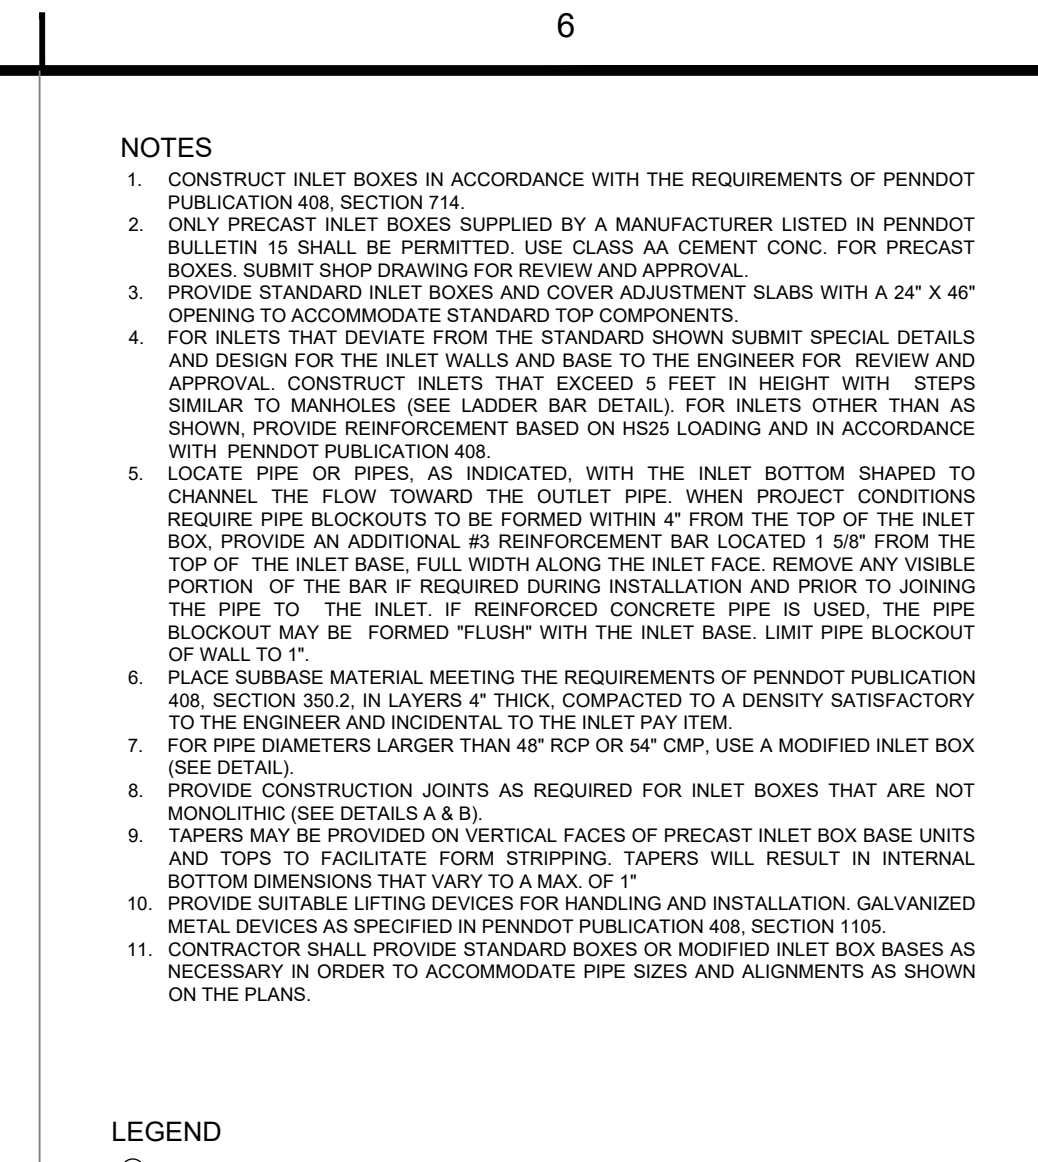 6
NOTES
1. CONSTRUCT INLET BOXES IN ACCORDANCE WITH THE REQUIREMENTS OF PENNDOT
PUBLICATION 408, SECTION 714.
2. ONLY PRECAST INLET BOXES SUPPLIED BY A MANUFACTURER LISTED IN PENNDOT
BULLETIN 15 SHALL BE PERMITTED. USE CLASS AA CEMENT CONC. FOR PRECAST
BOXES. SUBMIT SHOP DRAWING FOR REVIEW AND APPROVAL.
3. PROVIDE STANDARD INLET BOXES AND COVER ADJUSTMENT SLABS WITH A 24" X 46"
OPENING TO ACCOMMODATE STANDARD TOP COMPONENTS.
4. FOR INLETS THAT DEVIATE FROM THE STANDARD SHOWN SUBMIT SPECIAL DETAILS
AND DESIGN FOR THE INLET WALLS AND BASE TO THE ENGINEER FOR REVIEW AND
APPROVAL. CONSTRUCT INLETS THAT EXCEED 5 FEET IN HEIGHT WITH STEPS
SIMILAR TO MANHOLES (SEE LADDER BAR DETAIL). FOR INLETS OTHER THAN AS
SHOWN, PROVIDE REINFORCEMENT BASED ON HS25 LOADING AND IN ACCORDANCE
WITH PENNDOT PUBLICATION 408.
5. LOCATE PIPE OR PIPES, AS INDICATED, WITH THE INLET BOTTOM SHAPED TO
CHANNEL THE FLOW TOWARD THE OUTLET PIPE. WHEN PROJECT CONDITIONS
REQUIRE PIPE BLOCKOUTS TO BE FORMED WITHIN 4" FROM THE TOP OF THE INLET
BOX, PROVIDE AN ADDITIONAL #3 REINFORCEMENT BAR LOCATED 1 5/8" FROM THE
TOP OF THE INLET BASE, FULL WIDTH ALONG THE INLET FACE. REMOVE ANY VISIBLE
PORTION OF THE BAR IF REQUIRED DURING INSTALLATION AND PRIOR TO JOINING
THE PIPE TO THE INLET. IF REINFORCED CONCRETE PIPE IS USED, THE PIPE
BLOCKOUT MAY BE FORMED "FLUSH" WITH THE INLET BASE. LIMIT PIPE BLOCKOUT
OF WALL TO 1".
6. PLACE SUBBASE MATERIAL MEETING THE REQUIREMENTS OF PENNDOT PUBLICATION
408, SECTION 350.2, IN LAYERS 4" THICK, COMPACTED TO A DENSITY SATISFACTORY
TO THE ENGINEER AND INCIDENTAL TO THE INLET PAY ITEM.
7. FOR PIPE DIAMETERS LARGER THAN 48" RCP OR 54" CMP, USE A MODIFIED INLET BOX
(SEE DETAIL).
8. PROVIDE CONSTRUCTION JOINTS AS REQUIRED FOR INLET BOXES THAT ARE NOT
MONOLITHIC (SEE DETAILS A & B).
9. TAPERS MAY BE PROVIDED ON VERTICAL FACES OF PRECAST INLET BOX BASE UNITS
AND TOPS TO FACILITATE FORM STRIPPING. TAPERS WILL RESULT IN INTERNAL
BOTTOM DIMENSIONS THAT VARY TO A MAX. OF 1"
10. PROVIDE SUITABLE LIFTING DEVICES FOR HANDLING AND INSTALLATION. GALVANIZED
METAL DEVICES AS SPECIFIED IN PENNDOT PUBLICATION 408, SECTION 1105.
11. CONTRACTOR SHALL PROVIDE STANDARD BOXES OR MODIFIED INLET BOX BASES AS
NECESSARY IN ORDER TO ACCOMMODATE PIPE SIZES AND ALIGNMENTS AS SHOWN
ON THE PLANS.
LEGEND